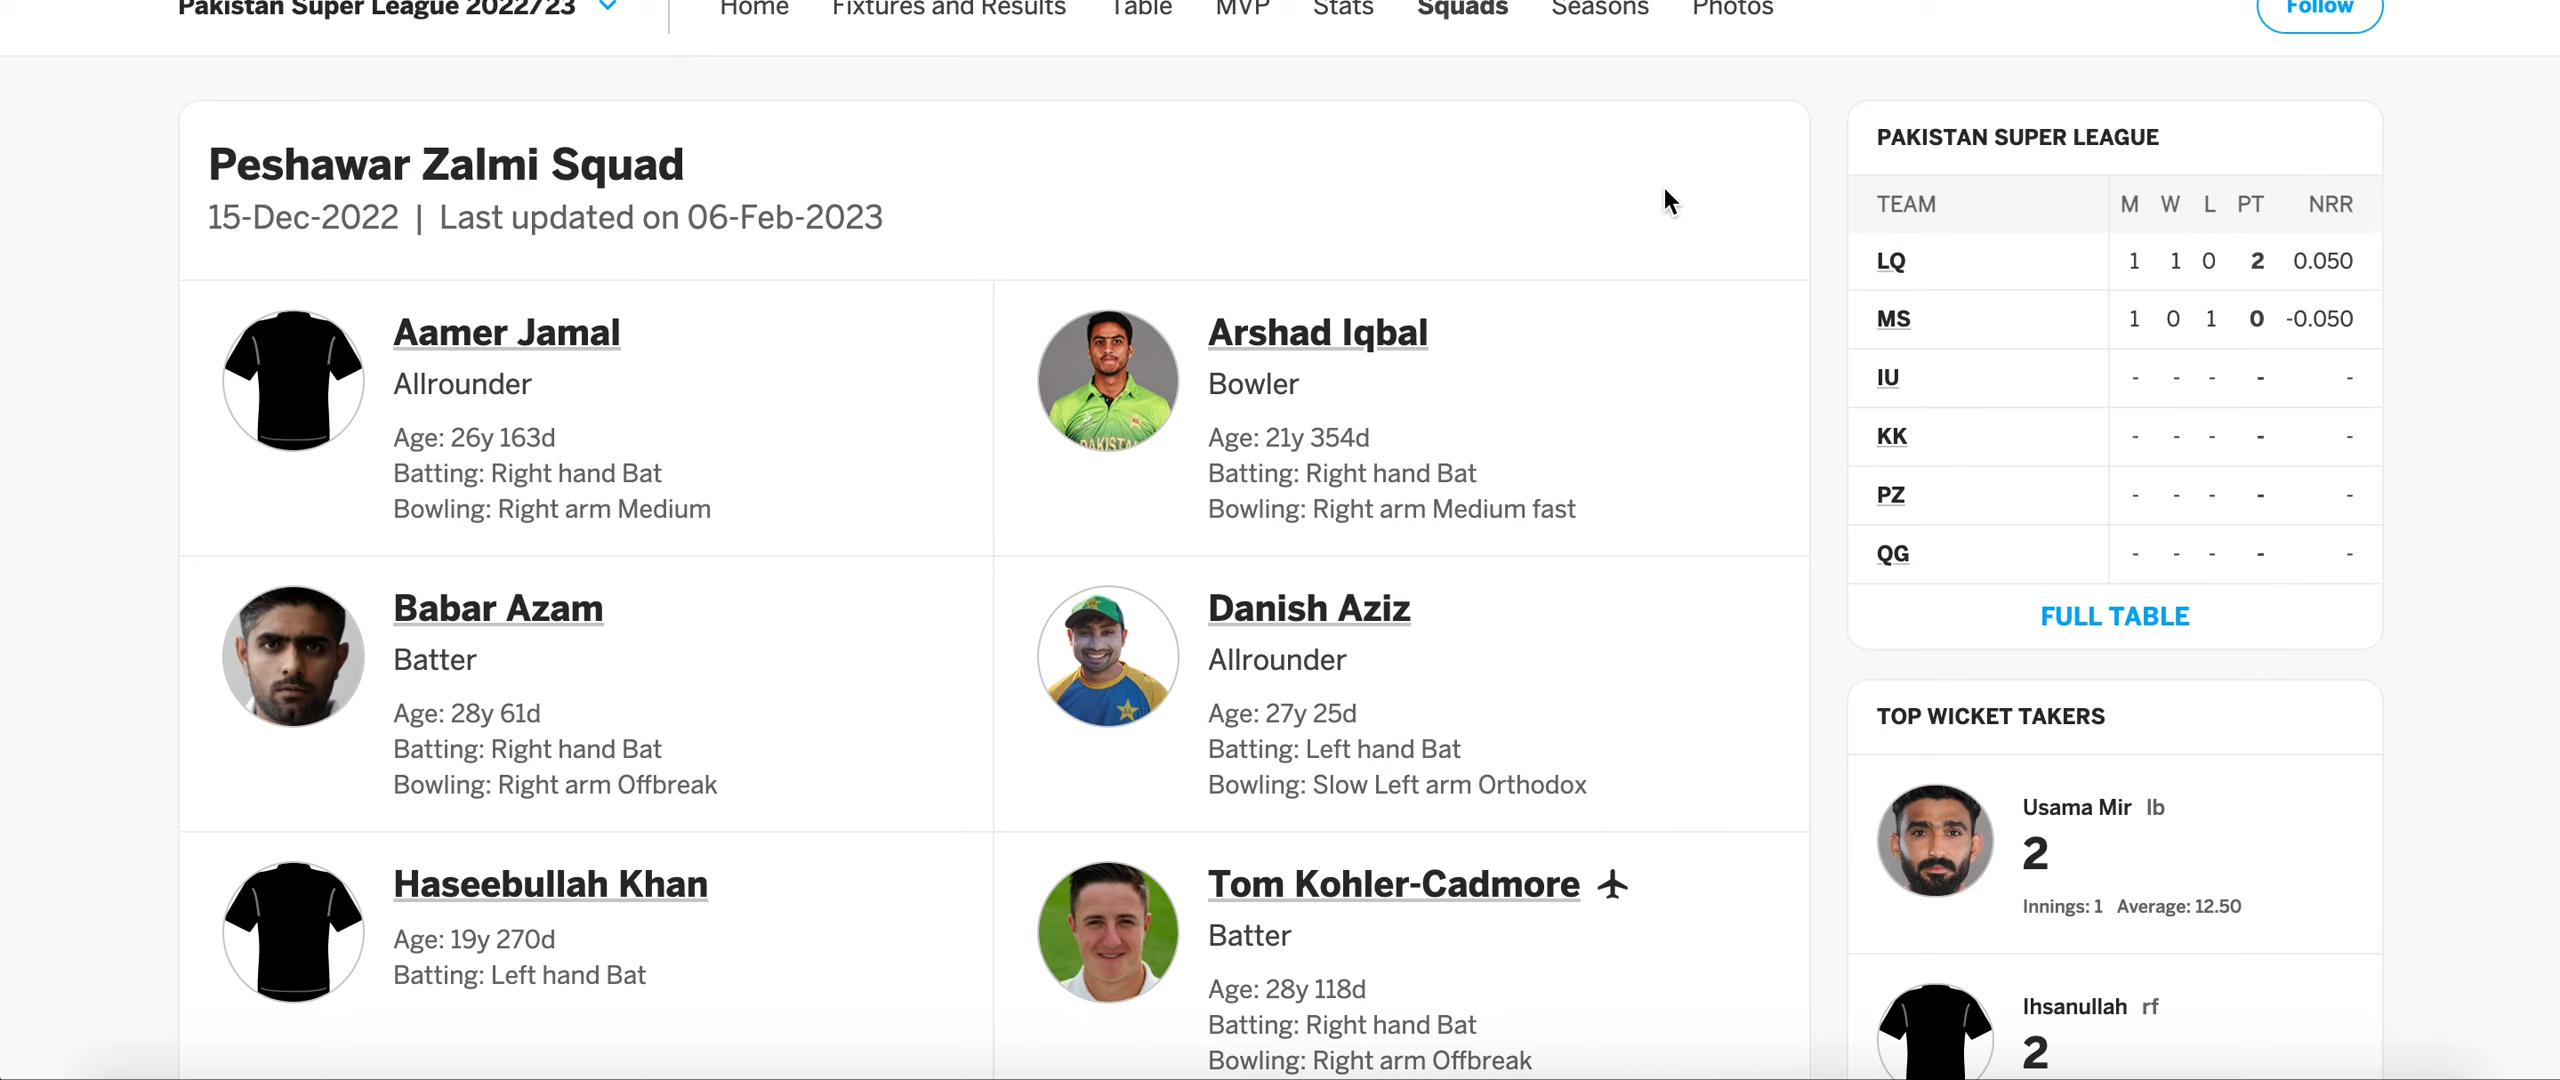 Pakistan Super League 2022/23
Home Fixtures and Results Table MVP Stats Squads Seasons Photos
Follow
Peshawar Zalmi Squad
15-Dec-2022 | Last updated on 06-Feb-2023
Aamer Jamal
Allrounder
Age: 26y 163d
Batting: Right hand Bat
Bowling: Right arm Medium
Arshad Iqbal
Bowler
Age: 21y 354d
Batting: Right hand Bat
Bowling: Right arm Medium fast
PAKISTAN
Babar Azam
Batter
Age: 28y 61d
Batting: Right hand Bat
Bowling: Right arm Offbreak
Danish Aziz
Allrounder
Age: 27y 25d
Batting: Left hand Bat
Bowling: Slow Left arm Orthodox
Haseebullah Khan
Age: 19y 270d
Batting: Left hand Bat
Tom Kohler-Cadmore
Batter
Age: 28y 118d
Batting: Right hand Bat
Bowling: Right arm Offbreak
PAKISTAN SUPER LEAGUE
TEAM M W L PT NRR
LQ 1 1 0 2 0.050
MS 1 0 1 0 -0.050
IU - - - - -
KK - - - - -
PZ - - - - -
QG - - - - -
FULL TABLE
TOP WICKET TAKERS
Usama Mir lb
2
Innings: 1 Average: 12.50
Ihsanullah rf
2